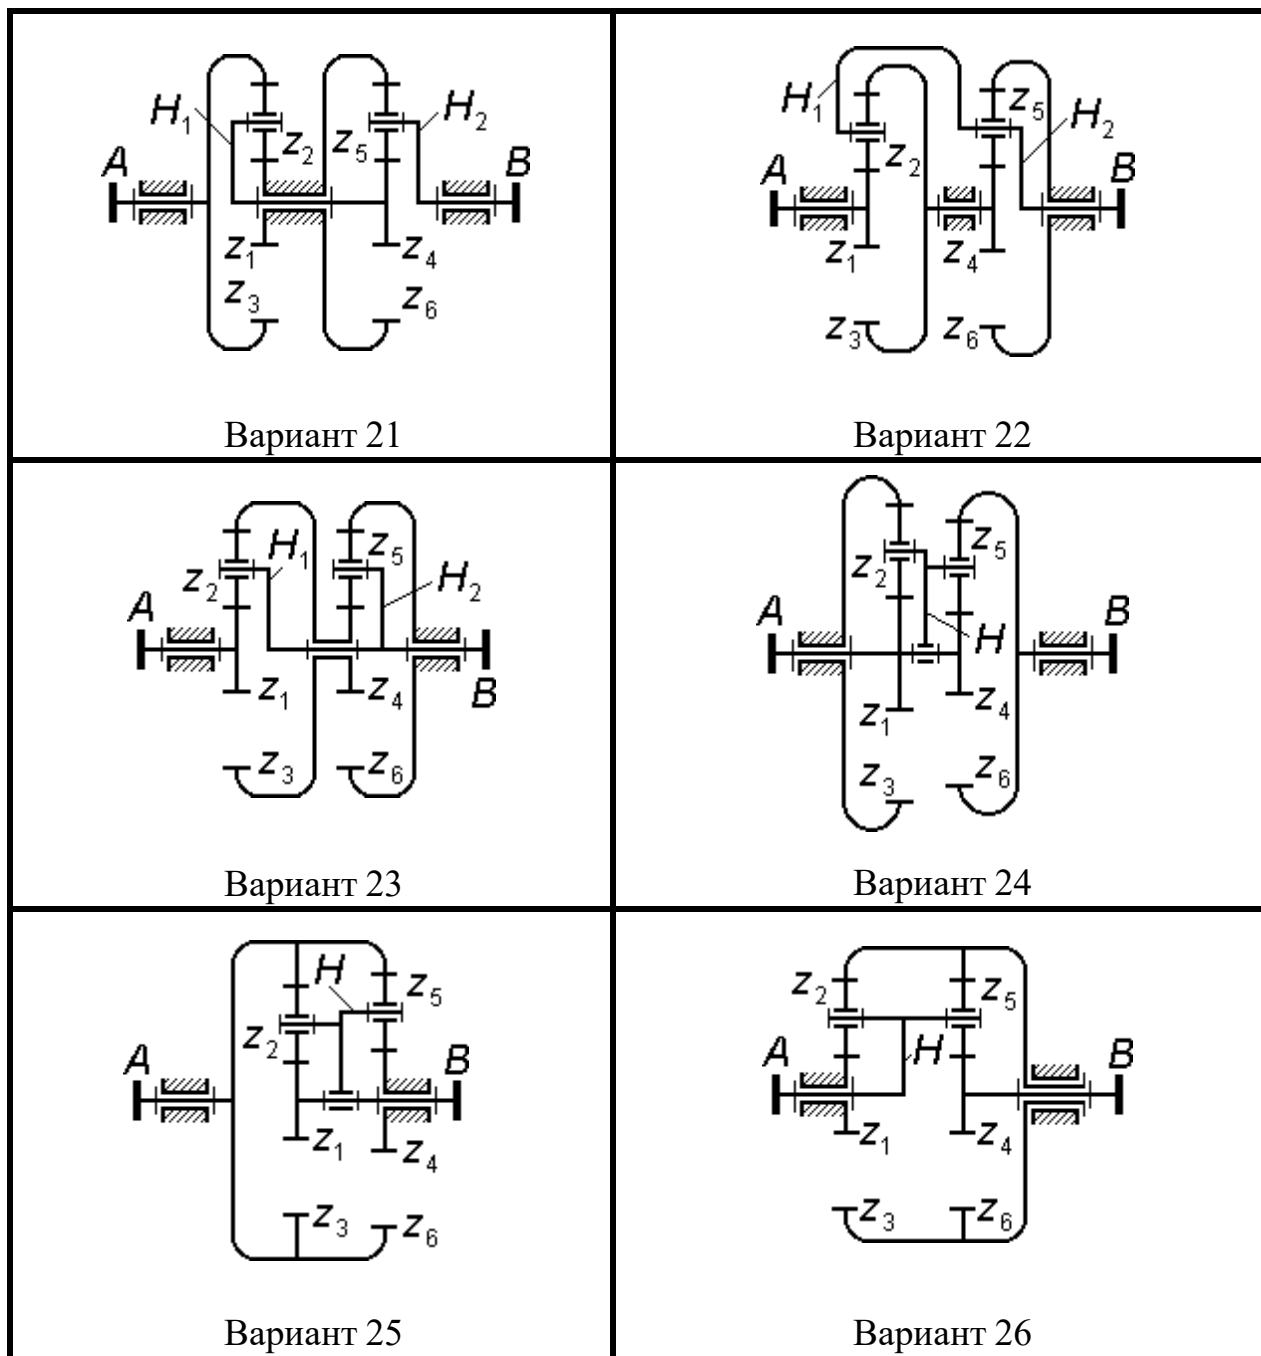 H₁ H₂
A z₂ z₅ B
z₁ z₄
z₃ z₆
Вариант 21
H₁ z₅ H₂
A z₂ B
z₁ z₄
z₃ z₆
Вариант 22
H₁ z₅
z₂ H₂
A
z₁ z₄ B
z₃ z₆
Вариант 23
z₂ z₅
A H B
z₁ z₄
z₃ z₆
Вариант 24
H z₅
z₂
A B
z₁ z₄
z₃ z₆
Вариант 25
z₂ z₅
A H B
z₁ z₄
z₃ z₆
Вариант 26